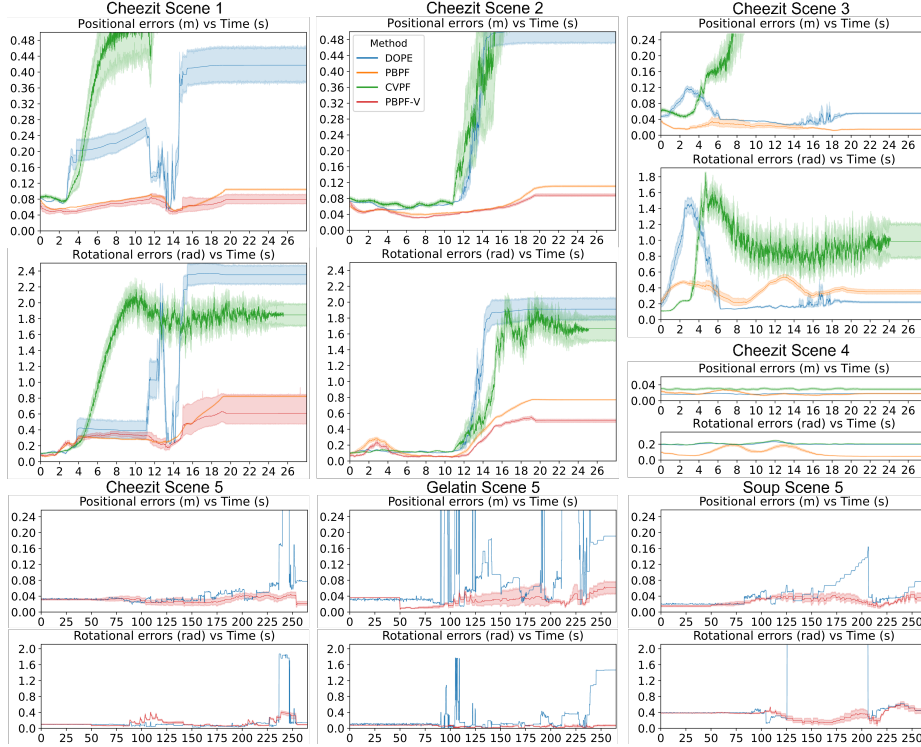 Cheezit Scene 1
Positional errors (m) vs Time (s)
0.48
0.44
0.40
0.36
0.32
0.28
0.24
0.20
0.16
0.12
0.08
0.04
0.00
0 2 4 6 8 10 12 14 16 18 20 22 24 26
Rotational errors (rad) vs Time (s)
2.4
2.2
2.0
1.8
1.6
1.4
1.2
1.0
0.8
0.6
0.4
0.2
0.0
0 2 4 6 8 10 12 14 16 18 20 22 24 26
Cheezit Scene 2
Positional errors (m) vs Time (s)
Method
DOPE
PBPF
CVPF
PBPF-V
0.48
0.44
0.40
0.36
0.32
0.28
0.24
0.20
0.16
0.12
0.08
0.04
0.00
0 2 4 6 8 10 12 14 16 18 20 22 24 26
Rotational errors (rad) vs Time (s)
2.4
2.2
2.0
1.8
1.6
1.4
1.2
1.0
0.8
0.6
0.4
0.2
0.0
0 2 4 6 8 10 12 14 16 18 20 22 24 26
Cheezit Scene 3
Positional errors (m) vs Time (s)
0.24
0.20
0.16
0.12
0.08
0.04
0.00
0 2 4 6 8 10 12 14 16 18 20 22 24 26
Rotational errors (rad) vs Time (s)
1.8
1.6
1.4
1.2
1.0
0.8
0.6
0.4
0.2
0.0
0 2 4 6 8 10 12 14 16 18 20 22 24 26
Cheezit Scene 4
Positional errors (m) vs Time (s)
0.04
0.00
0 2 4 6 8 10 12 14 16 18 20 22 24 26
Rotational errors (rad) vs Time (s)
0.2
0.0
0 2 4 6 8 10 12 14 16 18 20 22 24 26
Cheezit Scene 5
Positional errors (m) vs Time (s)
0.24
0.20
0.16
0.12
0.08
0.04
0.00
0 25 50 75 100 125 150 175 200 225 250
Rotational errors (rad) vs Time (s)
2.0
1.6
1.2
0.8
0.4
0.0
0 25 50 75 100 125 150 175 200 225 250
Gelatin Scene 5
Positional errors (m) vs Time (s)
0.24
0.20
0.16
0.12
0.08
0.04
0.00
0 25 50 75 100 125 150 175 200 225 250
Rotational errors (rad) vs Time (s)
2.0
1.6
1.2
0.8
0.4
0.0
0 25 50 75 100 125 150 175 200 225 250
Soup Scene 5
Positional errors (m) vs Time (s)
0.24
0.20
0.16
0.12
0.08
0.04
0.00
0 25 50 75 100 125 150 175 200 225 250
Rotational errors (rad) vs Time (s)
2.0
1.6
1.2
0.8
0.4
0.0
0 25 50 75 100 125 150 175 200 225 250